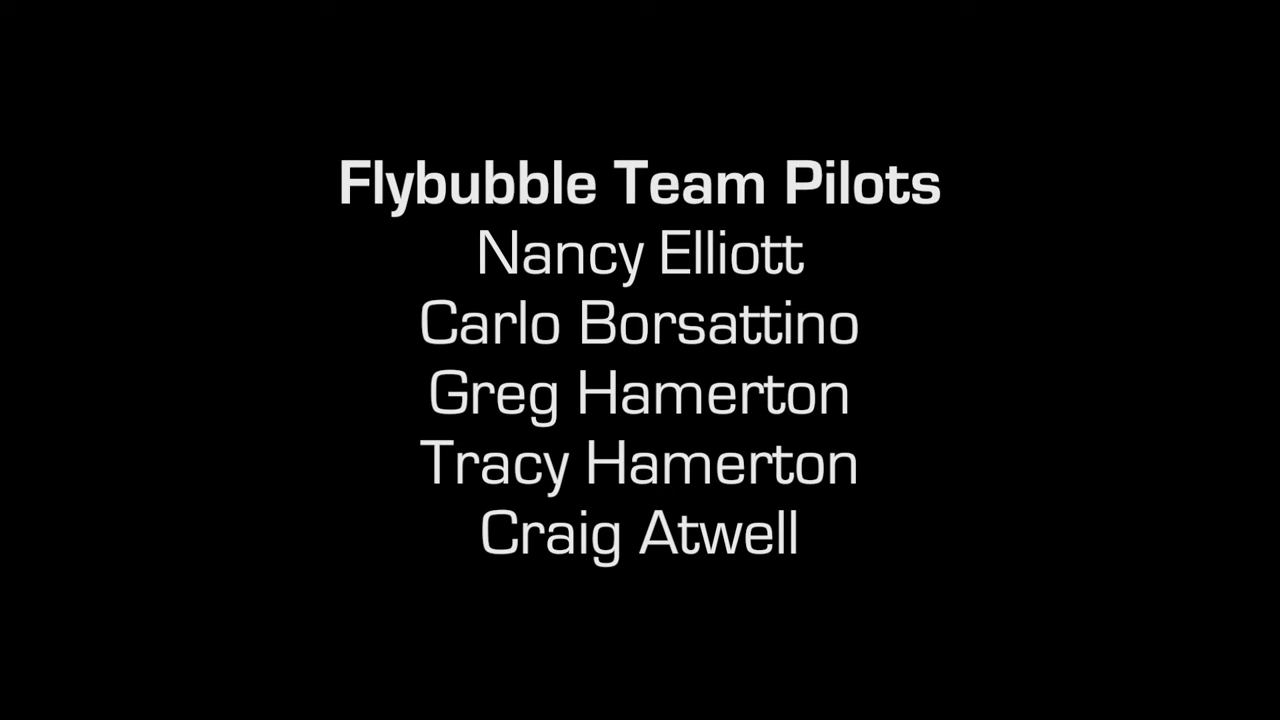 Flybubble Team Pilots
Nancy Elliott
Carlo Borsattino
Greg Hamerton
Tracy Hamerton
Craig Atwell